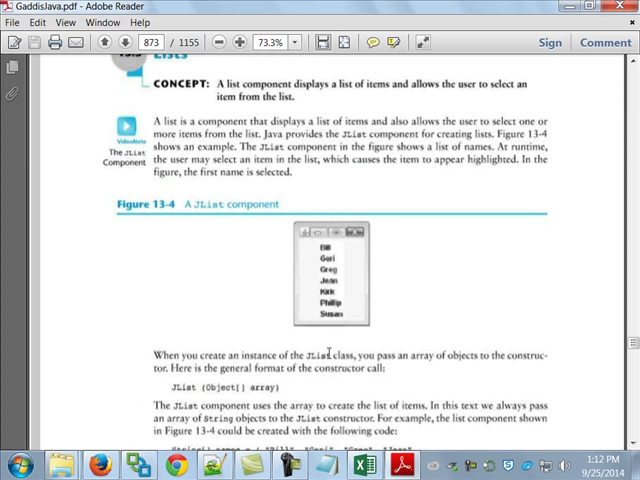 GaddisJava.pdf - Adobe Reader
File Edit View Window Help
873 / 1155 73.3% Sign Comment
Lists
CONCEPT: A list component displays a list of items and allows the user to select an
item from the list.
VideoNote
The JList
Component
A list is a component that displays a list of items and also allows the user to select one or
more items from the list. Java provides the JList component for creating lists. Figure 13-4
shows an example. The JList component in the figure shows a list of names. At runtime,
the user may select an item in the list, which causes the item to appear highlighted. In the
figure, the first name is selected.
Figure 13-4 A JList component
Bill
Geri
Greg
Jean
Kirk
Phillip
Susan
When you create an instance of the JList class, you pass an array of objects to the construc-
tor. Here is the general format of the constructor call:
JList (Object[] array)
The JList component uses the array to create the list of items. In this text we always pass
an array of String objects to the JList constructor. For example, the list component shown
in Figure 13-4 could be created with the following code:
1:12 PM
9/25/2014